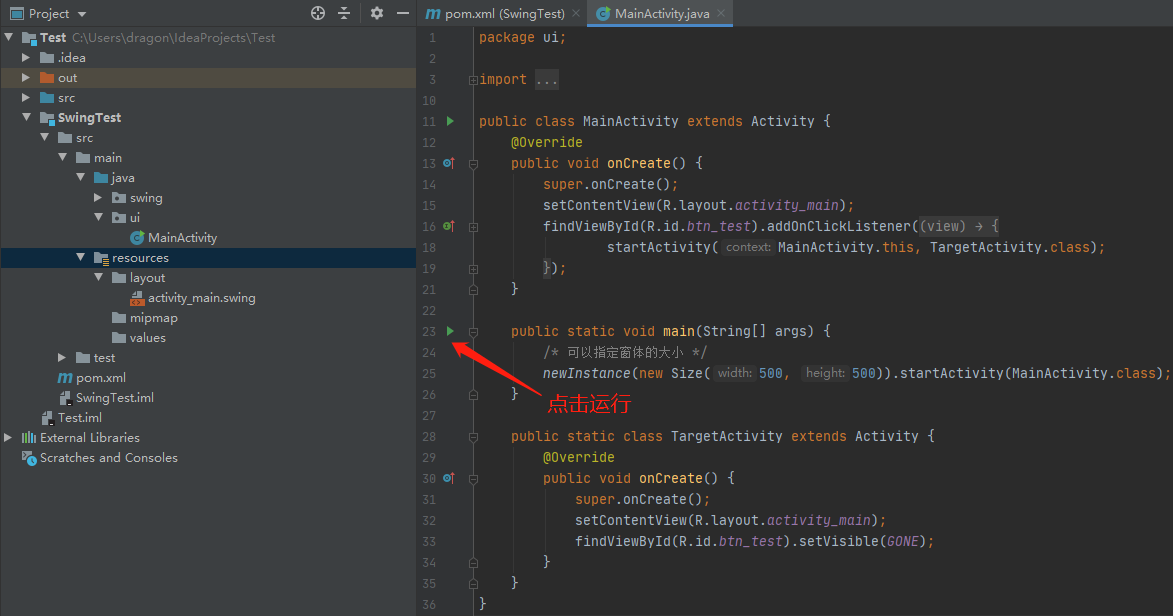 Project
Test C:\Users\dragon\IdeaProjects\Test
.idea
out
src
SwingTest
src
main
java
swing
ui
MainActivity
resources
layout
activity_main.swing
mipmap
values
test
pom.xml
SwingTest.iml
Test.iml
External Libraries
Scratches and Consoles
pom.xml (SwingTest)
MainActivity.java
1 package ui;
2
3 import ...
10
11 public class MainActivity extends Activity {
12 @Override
13 public void onCreate() {
14 super.onCreate();
15 setContentView(R.layout.activity_main);
16 findViewById(R.id.btn_test).addOnClickListener((view) → {
18 startActivity( context: MainActivity.this, TargetActivity.class);
19 });
21 }
22
23 public static void main(String[] args) {
24 /* 可以指定窗体的大小 */
25 newInstance(new Size( width: 500, height: 500)).startActivity(MainActivity.class);
26 }
点击运行
27
28 public static class TargetActivity extends Activity {
29 @Override
30 public void onCreate() {
31 super.onCreate();
32 setContentView(R.layout.activity_main);
33 findViewById(R.id.btn_test).setVisible(GONE);
34 }
35 }
36 }